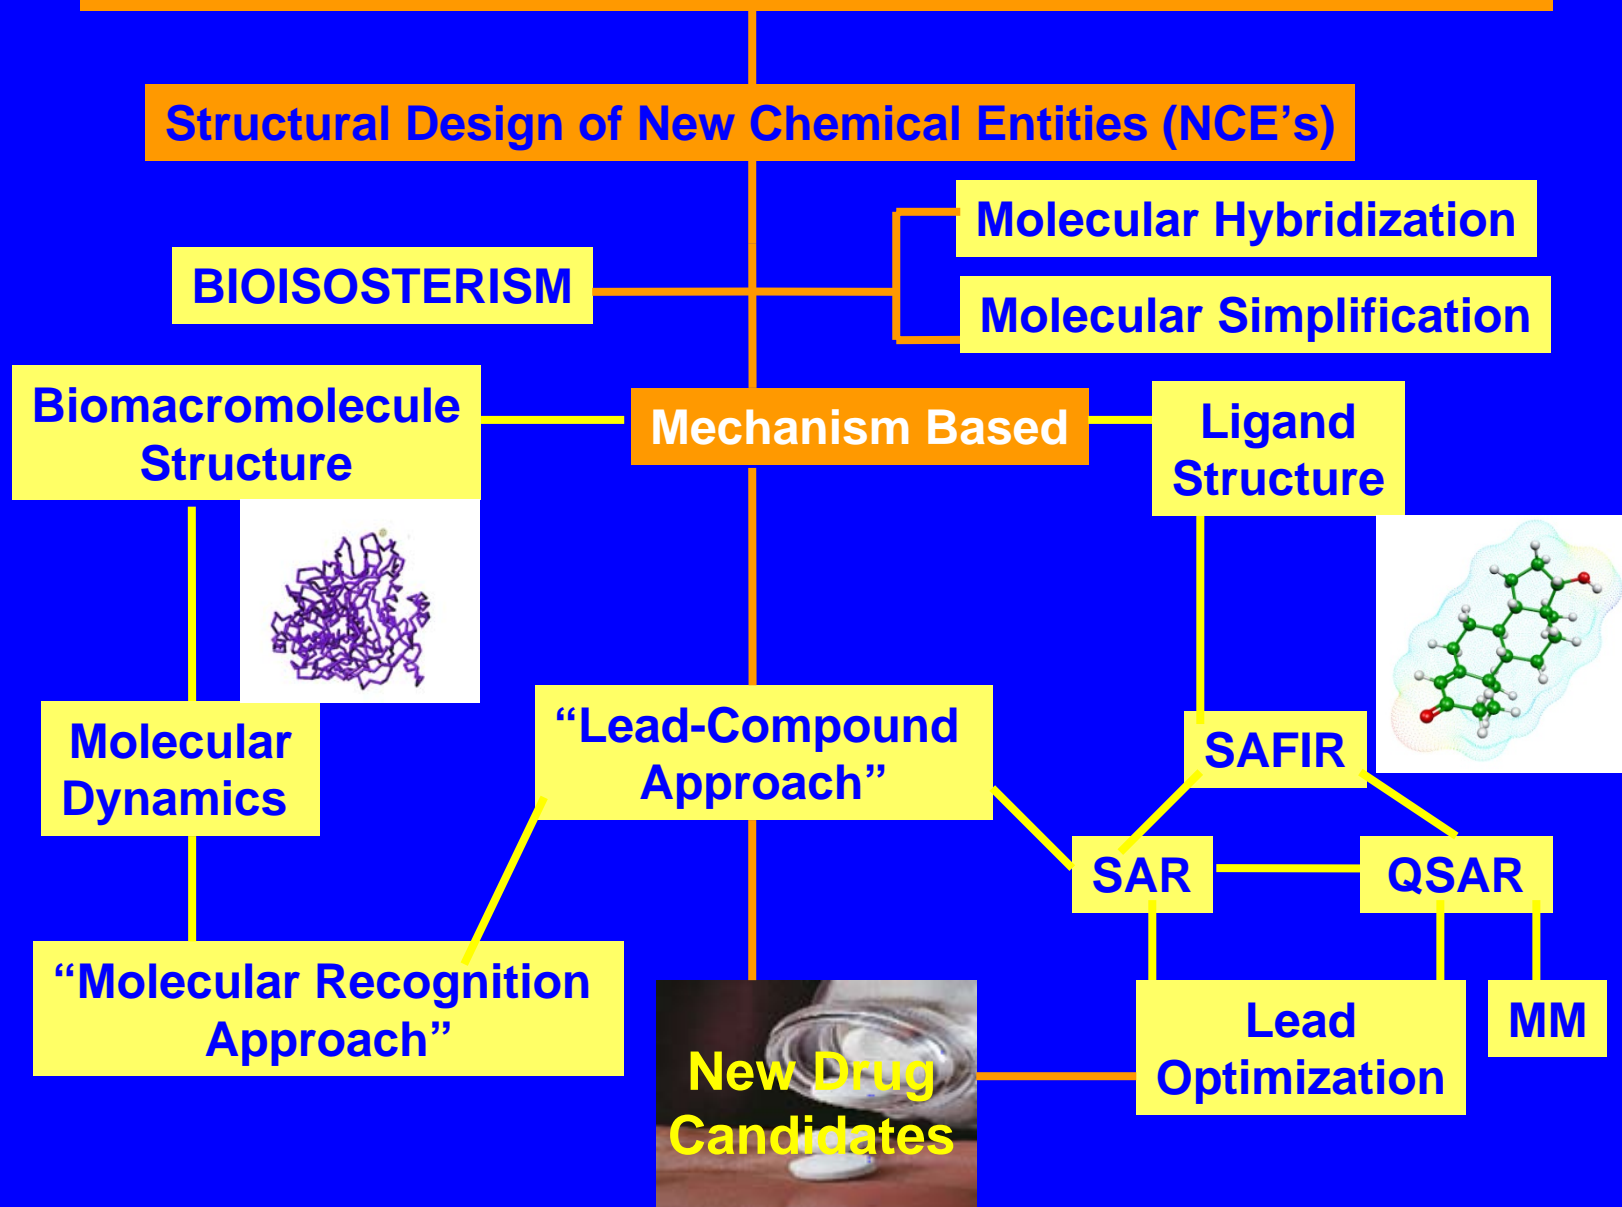 Structural Design of New Chemical Entities (NCE’s)
Molecular Hybridization
BIOISOSTERISM
Molecular Simplification
Biomacromolecule
Structure
Mechanism Based
Ligand
Structure
Molecular
Dynamics
“Lead-Compound
Approach”
SAFIR
SAR
QSAR
“Molecular Recognition
Approach”
New Drug
Candidates
Lead
Optimization
MM